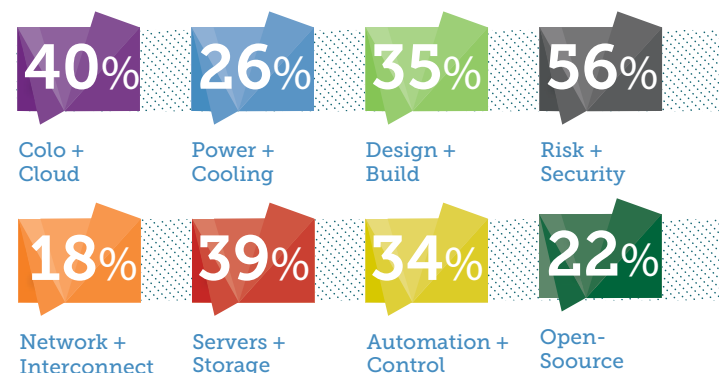 40% 26% 35% 56%
Colo + Power + Design + Risk +
Cloud Cooling Build Security
18% 39% 34% 22%
Network + Servers + Automation + Open-
Interconnect Storage Control Soource